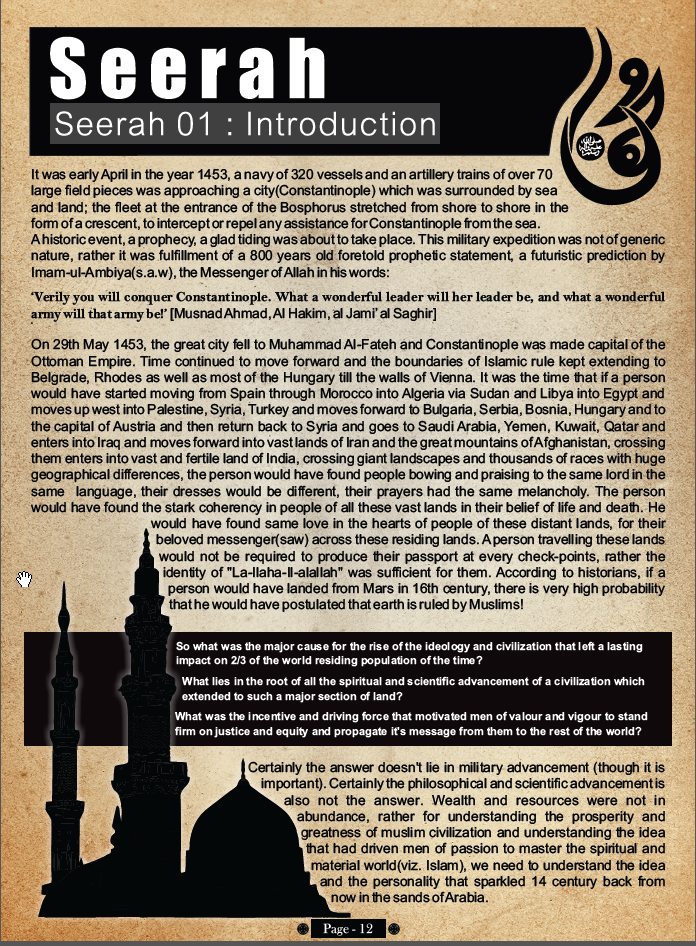 Seerah
Seerah 01 : Introduction
It was early April in the year 1453, a navy of 320 vessels and an artillery trains of over 70
large field pieces was approaching a city(Constantinople) which was surrounded by sea
and land; the fleet at the entrance of the Bosphorus stretched from shore to shore in the
form of a crescent, to intercept or repel any assistance for Constantinople from the sea.
A historic event, a prophecy, a glad tiding was about to take place. This military expedition was not of generic
nature, rather it was fulfillment of a 800 years old foretold prophetic statement, a futuristic prediction by
Imam-ul-Ambiya(s.a.w), the Messenger of Allah in his words:
'Verily you will conquer Constantinople. What a wonderful leader will her leader be, and what a wonderful
army will that army be!' [Musnad Ahmad, Al Hakim, al Jami' al Saghir]
On 29th May 1453, the great city fell to Muhammad Al-Fateh and Constantinople was made capital of the
Ottoman Empire. Time continued to move forward and the boundaries of Islamic rule kept extending to
Belgrade, Rhodes as well as most of the Hungary till the walls of Vienna. It was the time that if a person
would have started moving from Spain through Morocco into Algeria via Sudan and Libya into Egypt and
moves up west into Palestine, Syria, Turkey and moves forward to Bulgaria, Serbia, Bosnia, Hungary and to
the capital of Austria and then return back to Syria and goes to Saudi Arabia, Yemen, Kuwait, Qatar and
enters into Iraq and moves forward into vast lands of Iran and the great mountains of Afghanistan, crossing
them enters into vast and fertile land of India, crossing giant landscapes and thousands of races with huge
geographical differences, the person would have found people bowing and praising to the same lord in the
same language, their dresses would be different, their prayers had the same melancholy. The person
would have found the stark coherency in people of all these vast lands in their belief of life and death. He
would have found same love in the hearts of people of these distant lands, for their
beloved messenger(saw) across these residing lands. A person travelling these lands
would not be required to produce their passport at every check-points, rather the
identity of "La-Ilaha-Il-alallah" was sufficient for them. According to historians, if a
person would have landed from Mars in 16th century, there is very high probability
that he would have postulated that earth is ruled by Muslims!
So what was the major cause for the rise of the ideology and civilization that left a lasting
impact on 2/3 of the world residing population of the time?
What lies in the root of all the spiritual and scientific advancement of a civilization which
extended to such a major section of land?
What was the incentive and driving force that motivated men of valour and vigour to stand
firm on justice and equity and propagate it's message from them to the rest of the world?
Certainly the answer doesn't lie in military advancement (though it is
important). Certainly the philosophical and scientific advancement is
also not the answer. Wealth and resources were not in
abundance, rather for understanding the prosperity and
greatness of muslim civilization and understanding the idea
that had driven men of passion to master the spiritual and
material world(viz. Islam), we need to understand the idea
and the personality that sparkled 14 century back from
now in the sands of Arabia.
Page - 12